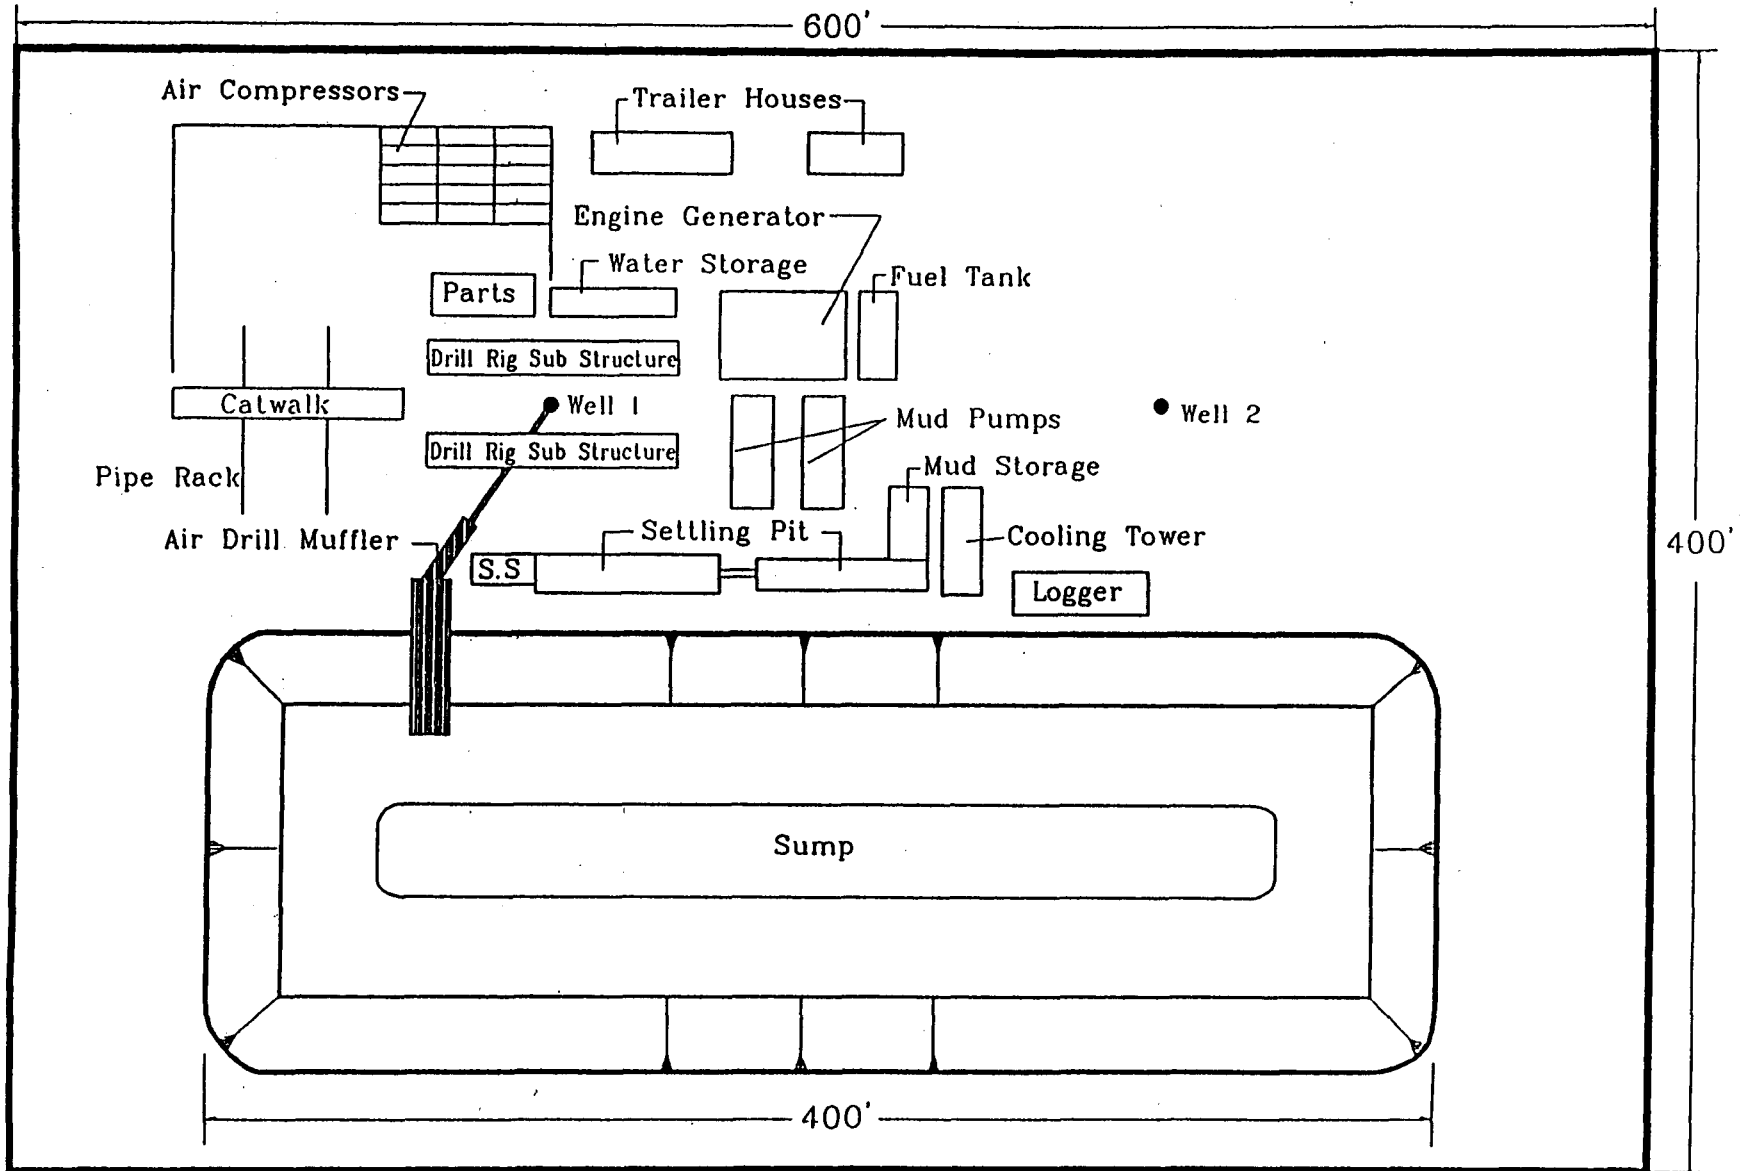 600'
Air Compressors
Trailer Houses
Engine Generator
Water Storage
Fuel Tank
Parts
Drill Rig Sub Structure
Catwalk
Well 1
Well 2
Mud Pumps
Drill Rig Sub Structure
Pipe Rack
Mud Storage
Air Drill Muffler
Settling Pit
Cooling Tower
400'
S.S
Logger
Sump
400'